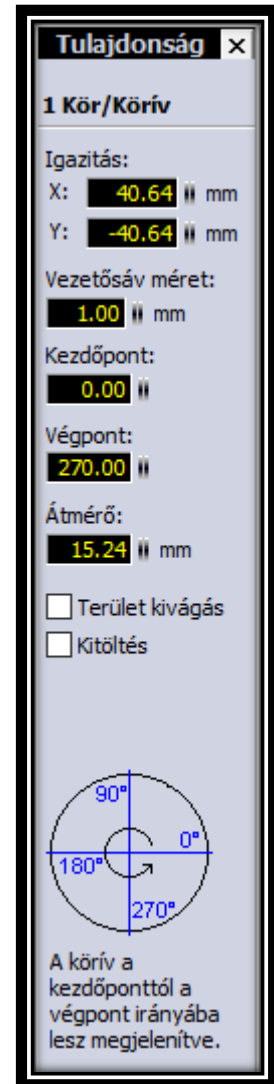 Tulajdonság
1 Kör/Körív
Igazitás:
X: 40.64 mm
Y: -40.64 mm
Vezetősáv méret:
1.00 mm
Kezdőpont:
0.00
Végpont:
270.00
Átmérő:
15.24 mm
Terület kivágás
Kitöltés
90°
0°
180°
270°
A körív a
kezdőponttól a
végpont irányába
lesz megjelenítve.